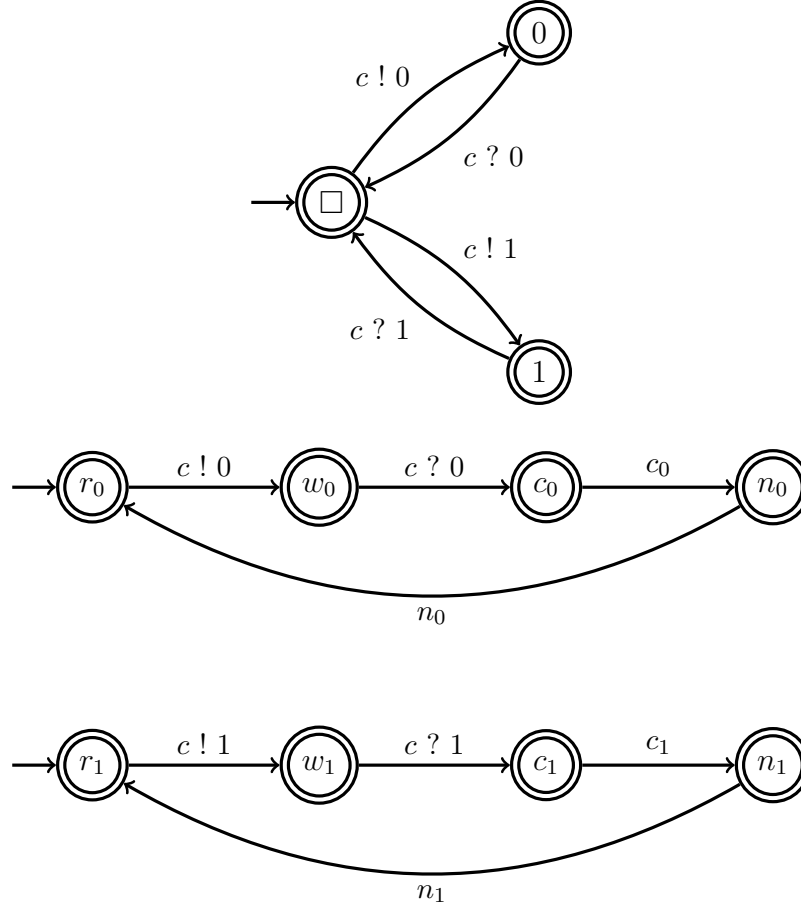 0
c ! 0
c ? 0
□
c ! 1
c ? 1
1
r₀ c ! 0 w₀ c ? 0 c₀ c₀ n₀
n₀
r₁ c ! 1 w₁ c ? 1 c₁ c₁ n₁
n₁